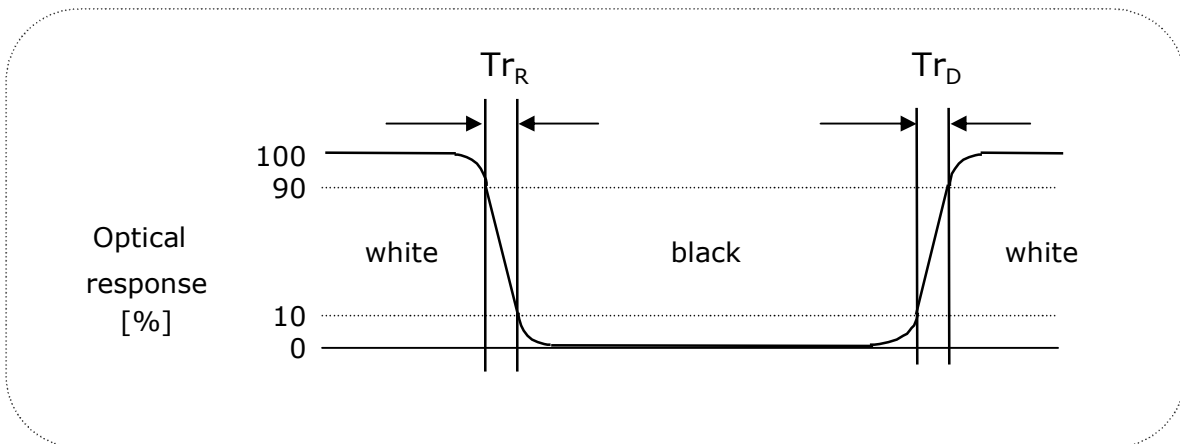 Tr_R Tr_D
100
90
Optical
response
[%]
white black white
10
0